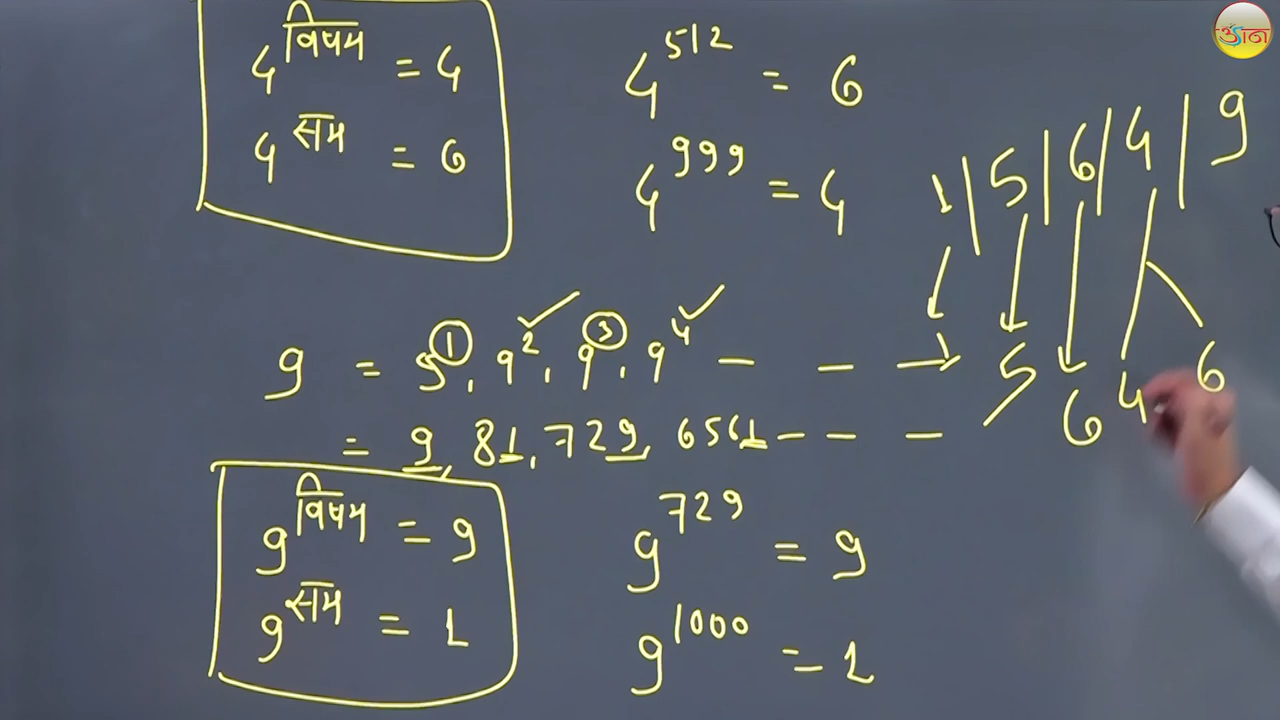 4^विषम = 4
4^सम = 6
4^512 = 6
4^999 = 4
1 | 5 | 6 | 4 | 9
1 5 6 4 6
9 = 9^1, 9^2, 9^3, 9^4 - - →
= 9, 81, 729, 6561 - - -
9^विषम = 9
9^सम = 1
9^729 = 9
9^1000 = 1